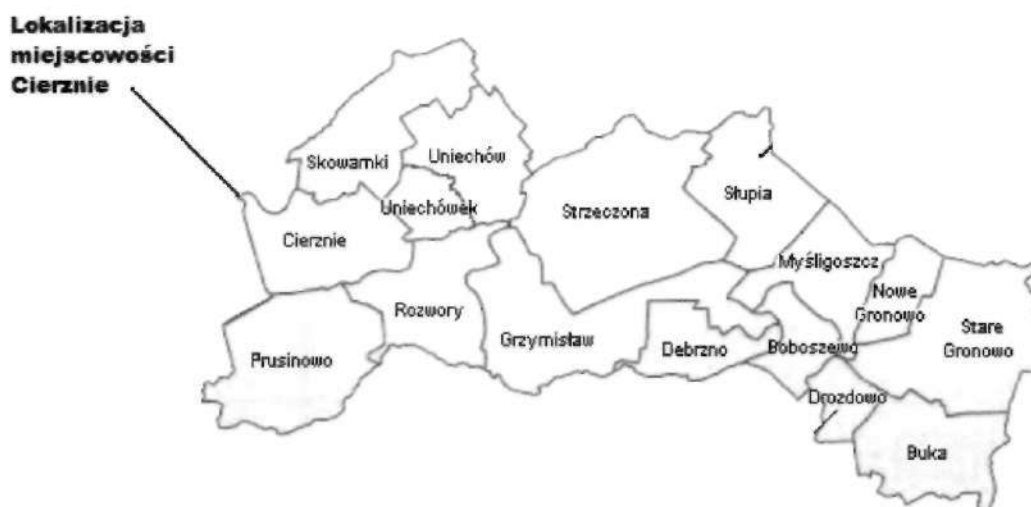 Lokalizacja
miejscowości
Cierznie
Skowarnki
Uniechów
Uniechówek
Cierznie
Strzeczona
Słupia
Myśligoszcz
Nowe
Gronowo
Stare
Gronowo
Rozwory
Grzymisław
Debrzno
Boboszewo
Prusinowo
Drozdowo
Buka